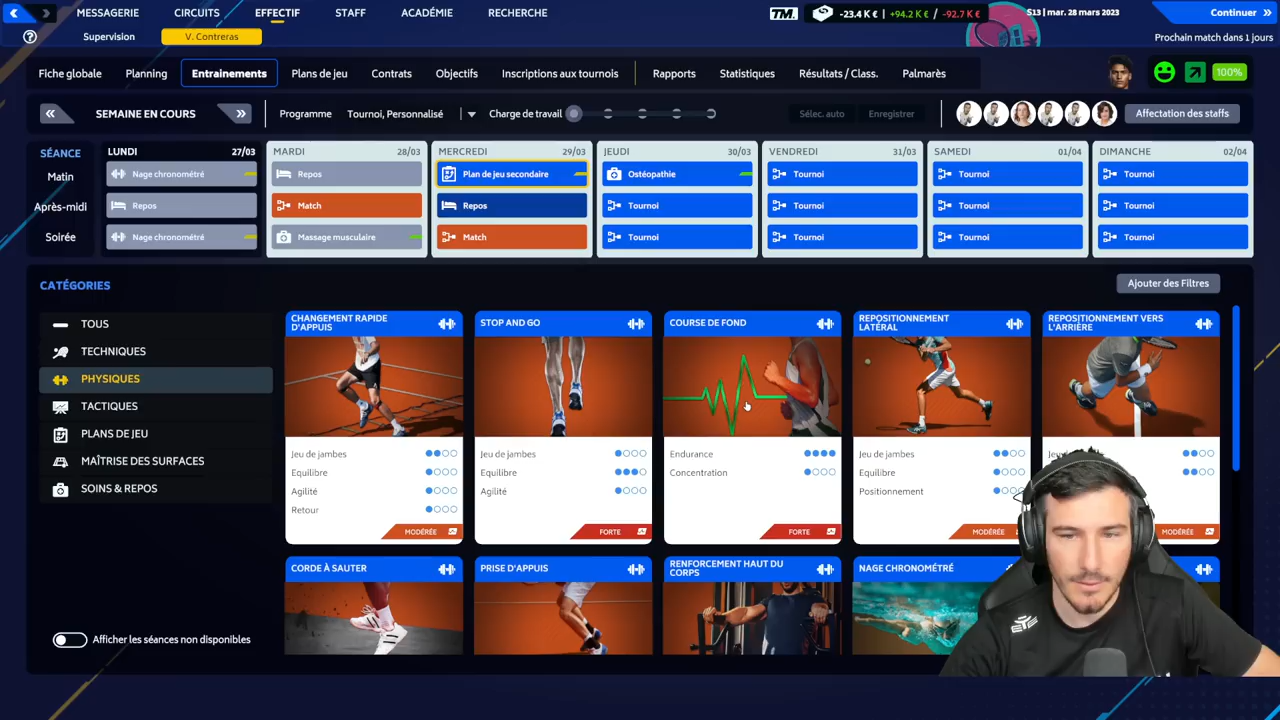 MESSAGERIE CIRCUITS EFFECTIF STAFF ACADÉMIE RECHERCHE
TM. -23.4 K € | +94.2 K € / -92.7 K €
S13 | mar. 28 mars 2023
Continuer
Supervision V. Contreras
Prochain match dans 1 jours
Fiche globale Planning Entrainements Plans de jeu Contrats Objectifs Inscriptions aux tournois Rapports Statistiques Résultats / Class. Palmarès 100%
SEMAINE EN COURS Programme Tournoi, Personnalisé Charge de travail Sélec. auto Enregistrer Affectation des staffs
SÉANCE LUNDI 27/03 MARDI 28/03 MERCREDI 29/03 JEUDI 30/03 VENDREDI 31/03 SAMEDI 01/04 DIMANCHE 02/04
Matin Nage chronométré Repos Plan de jeu secondaire Ostéopathie Tournoi Tournoi Tournoi
Après-midi Repos Match Repos Tournoi Tournoi Tournoi Tournoi
Soirée Nage chronométré Massage musculaire Match Tournoi Tournoi Tournoi Tournoi
CATÉGORIES
Ajouter des Filtres
TOUS
TECHNIQUES
PHYSIQUES
TACTIQUES
PLANS DE JEU
MAÎTRISE DES SURFACES
SOINS & REPOS
Afficher les séances non disponibles
CHANGEMENT RAPIDE
D'APPUIS
Jeu de jambes
Equilibre
Agilité
Retour
MODÉRÉE
STOP AND GO
Jeu de jambes
Equilibre
Agilité
FORTE
COURSE DE FOND
Endurance
Concentration
FORTE
REPOSITIONNEMENT
LATÉRAL
Jeu de jambes
Equilibre
Positionnement
MODÉRÉE
REPOSITIONNEMENT VERS
L'ARRIÈRE
MODÉRÉE
CORDE À SAUTER
PRISE D'APPUIS
RENFORCEMENT HAUT DU
CORPS
NAGE CHRONOMÉTRÉ